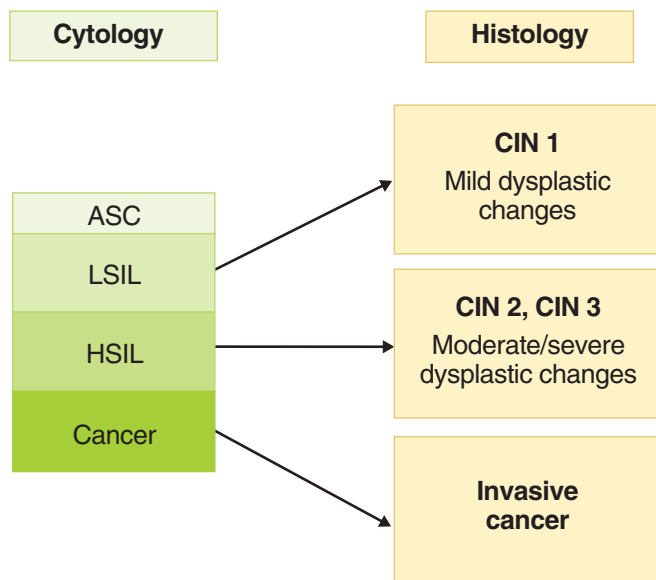 Cytology
Histology
ASC
LSIL
HSIL
Cancer
CIN 1
Mild dysplastic
changes
CIN 2, CIN 3
Moderate/severe
dysplastic changes
Invasive
cancer